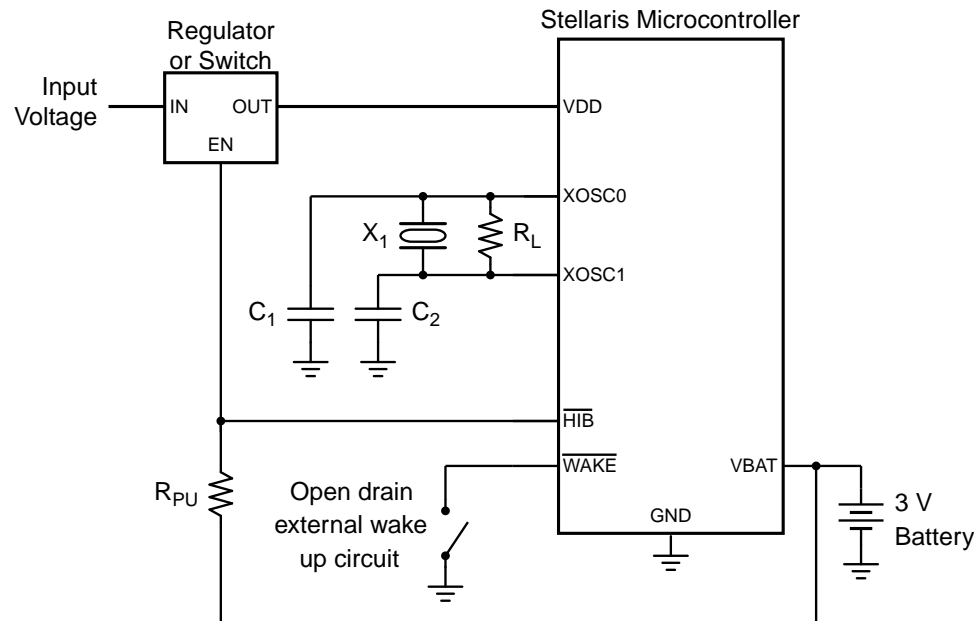 Stellaris Microcontroller
Regulator
or Switch
Input
Voltage
IN
OUT
EN
VDD
XOSC0
X1
RL
XOSC1
C1
C2
HIB
WAKE
VBAT
RPU
Open drain
external wake
up circuit
GND
3 V
Battery